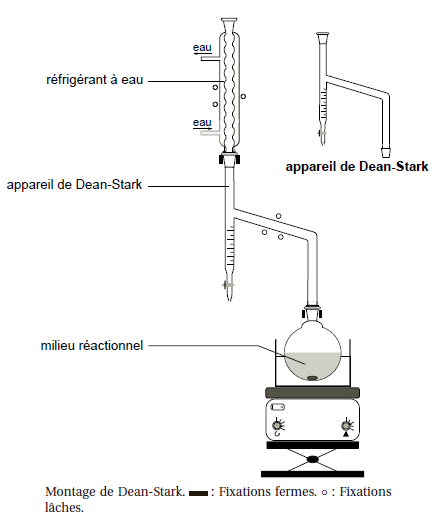 eau
réfrigérant à eau
eau
appareil de Dean-Stark
appareil de Dean-Stark
milieu réactionnel
Montage de Dean-Stark. ▬ : Fixations fermes. ○ : Fixations
lâches.